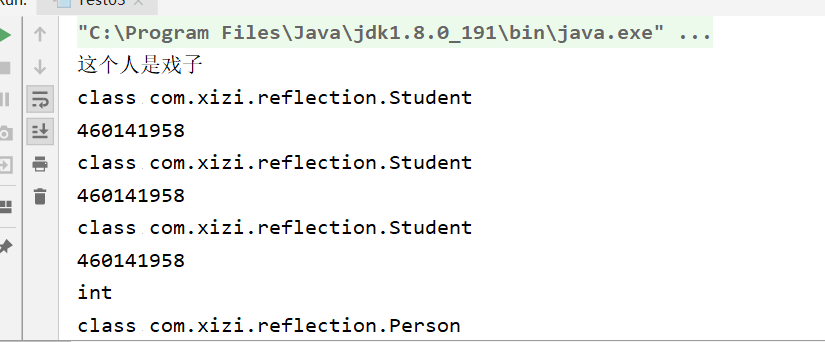 Run:
Test03
"C:\Program Files\Java\jdk1.8.0_191\bin\java.exe" ...
这个人是戏子
class com.xizi.reflection.Student
460141958
class com.xizi.reflection.Student
460141958
class com.xizi.reflection.Student
460141958
int
class com.xizi.reflection.Person